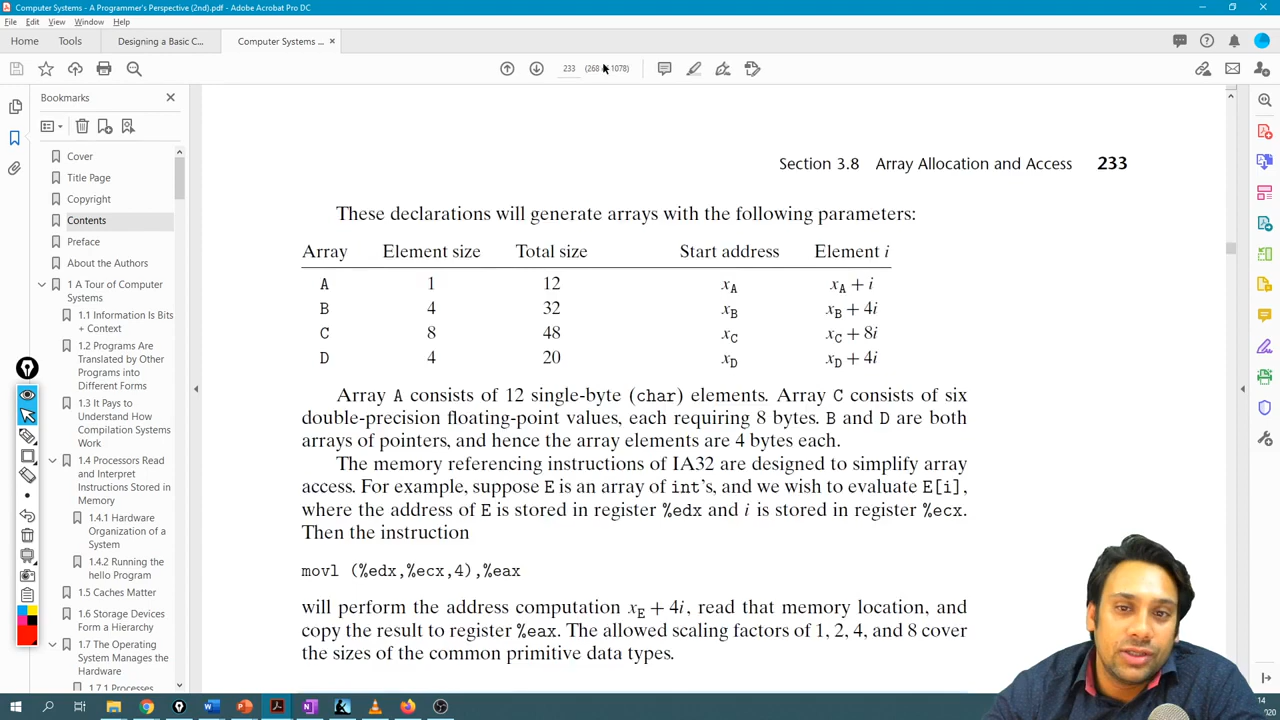 Computer Systems - A Programmer's Perspective (2nd).pdf - Adobe Acrobat Pro DC
File Edit View Window Help
Home Tools Designing a Basic C... Computer Systems ... ×
233 (268 1078)
Bookmarks
Cover
Title Page
Copyright
Contents
Preface
About the Authors
1 A Tour of Computer
Systems
1.1 Information Is Bits
+ Context
1.2 Programs Are
Translated by Other
Programs into
Different Forms
1.3 It Pays to
Understand How
Compilation Systems
Work
1.4 Processors Read
and Interpret
Instructions Stored in
Memory
1.4.1 Hardware
Organization of a
System
1.4.2 Running the
hello Program
1.5 Caches Matter
1.6 Storage Devices
Form a Hierarchy
1.7 The Operating
System Manages the
Hardware
1.7.1 Processes
Section 3.8 Array Allocation and Access 233
These declarations will generate arrays with the following parameters:
Array Element size Total size Start address Element i
A 1 12 xA xA + i
B 4 32 xB xB + 4i
C 8 48 xC xC + 8i
D 4 20 xD xD + 4i
Array A consists of 12 single-byte (char) elements. Array C consists of six
double-precision floating-point values, each requiring 8 bytes. B and D are both
arrays of pointers, and hence the array elements are 4 bytes each.
The memory referencing instructions of IA32 are designed to simplify array
access. For example, suppose E is an array of int's, and we wish to evaluate E[i],
where the address of E is stored in register %edx and i is stored in register %ecx.
Then the instruction
movl (%edx,%ecx,4),%eax
will perform the address computation xE + 4i, read that memory location, and
copy the result to register %eax. The allowed scaling factors of 1, 2, 4, and 8 cover
the sizes of the common primitive data types.